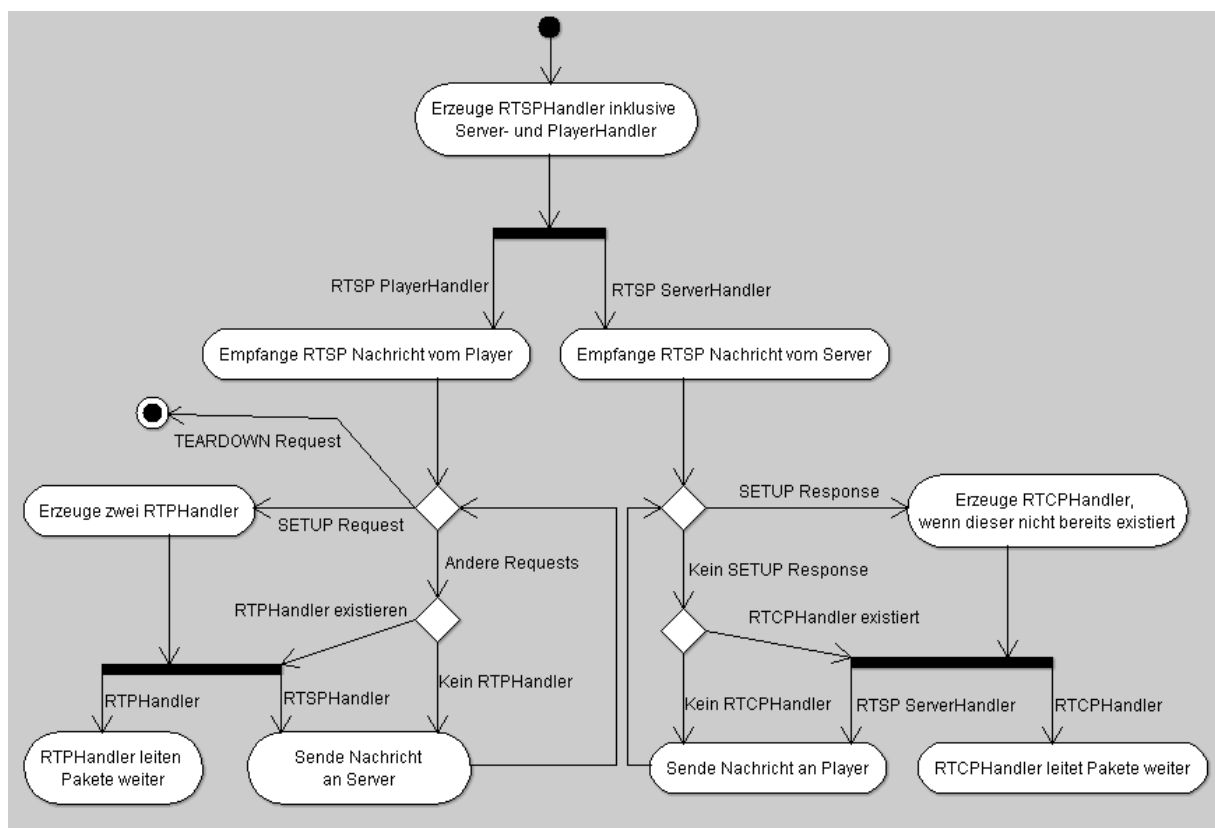 Erzeuge RTSPHandler inklusive
Server- und PlayerHandler
RTSP PlayerHandler
RTSP ServerHandler
Empfange RTSP Nachricht vom Player
Empfange RTSP Nachricht vom Server
TEARDOWN Request
Erzeuge zwei RTPHandler
SETUP Request
SETUP Response
Erzeuge RTCPHandler,
wenn dieser nicht bereits existiert
Andere Requests
Kein SETUP Response
RTPHandler existieren
RTCPHandler existiert
Kein RTPHandler
RTPHandler
RTSPHandler
Kein RTCPHandler
RTSP ServerHandler
RTCPHandler
RTPHandler leiten
Pakete weiter
Sende Nachricht
an Server
Sende Nachricht an Player
RTCPHandler leitet Pakete weiter